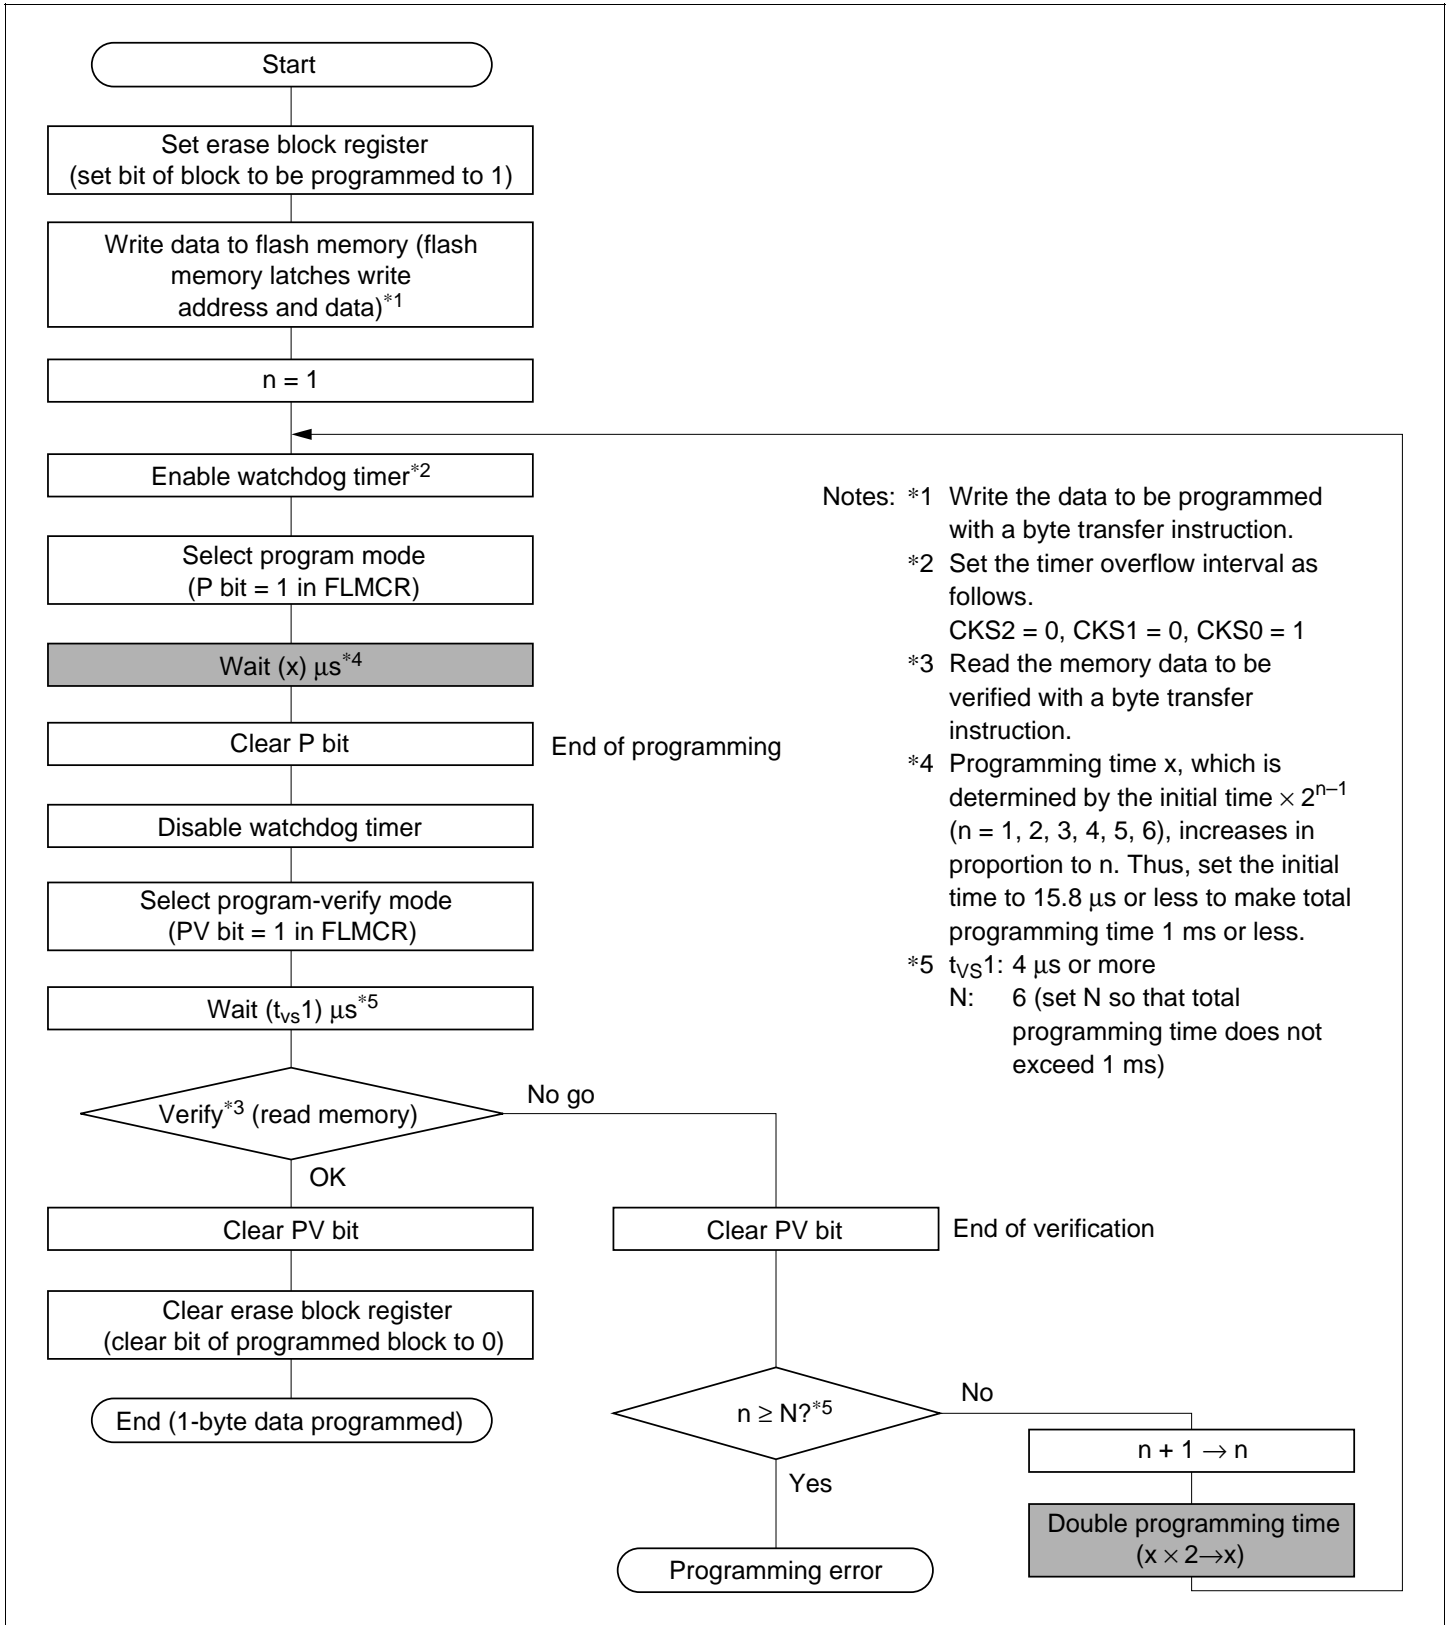 Start
Set erase block register
(set bit of block to be programmed to 1)
Write data to flash memory (flash
memory latches write
address and data)*1
n = 1
Enable watchdog timer*2
Select program mode
(P bit = 1 in FLMCR)
Wait (x) μs*4
Clear P bit
End of programming
Disable watchdog timer
Select program-verify mode
(PV bit = 1 in FLMCR)
Wait (tvs1) μs*5
Verify*3 (read memory)
No go
OK
Clear PV bit
Clear erase block register
(clear bit of programmed block to 0)
End (1-byte data programmed)
Clear PV bit
End of verification
n ≥ N?*5
No
Yes
Programming error
n + 1 → n
Double programming time
(x × 2→x)
Notes: *1 Write the data to be programmed
with a byte transfer instruction.
*2 Set the timer overflow interval as
follows.
CKS2 = 0, CKS1 = 0, CKS0 = 1
*3 Read the memory data to be
verified with a byte transfer
instruction.
*4 Programming time x, which is
determined by the initial time × 2^n–1
(n = 1, 2, 3, 4, 5, 6), increases in
proportion to n. Thus, set the initial
time to 15.8 μs or less to make total
programming time 1 ms or less.
*5 tVS1: 4 μs or more
N: 6 (set N so that total
programming time does not
exceed 1 ms)